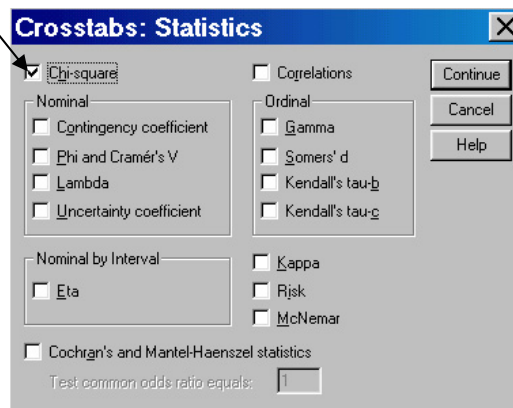 Crosstabs: Statistics
Chi-square
Correlations
Continue
Nominal
Ordinal
Cancel
Contingency coefficient
Gamma
Help
Phi and Cramér's V
Somers' d
Lambda
Kendall's tau-b
Uncertainty coefficient
Kendall's tau-c
Nominal by Interval
Kappa
Eta
Risk
McNemar
Cochran's and Mantel-Haenszel statistics
Test common odds ratio equals: 1